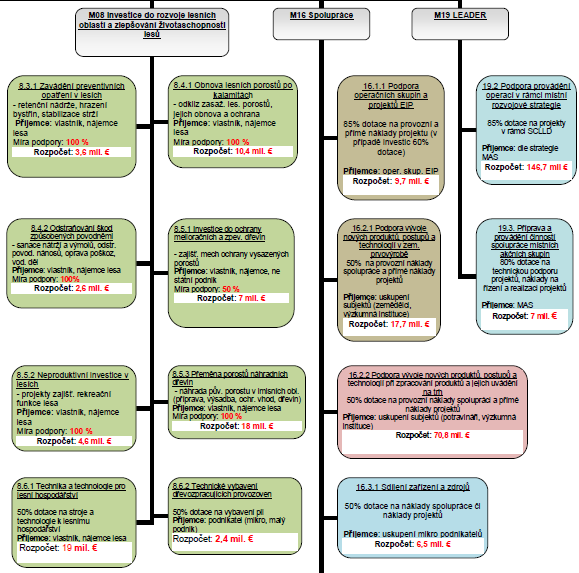 M08 Investice do rozvoje lesních
oblastí a zlepšování životaschopnosti
lesů
M16 Spolupráce
M19 LEADER
8.3.1 Zavádění preventivních
opatření v lesích
- retenční nádrže, hrazení
bystřin, stabilizace strží
Příjemce: vlastník, nájemce
lesa
Míra podpory: 100 %
Rozpočet: 3,6 mil. €
8.4.1 Obnova lesních porostů po
kalamitách
- odkliz zasaž. les. porostů,
jejich obnova a ochrana
Příjemce: vlastník, nájemce
lesa
Míra podpory: 100 %
Rozpočet: 10,4 mil. €
16.1.1 Podpora
operačních skupin a
projektů EIP
85% dotace na provozní a
přímé náklady projektu (v
případě investic 60%
dotace)
Příjemce: oper. skup. EIP
Rozpočet: 9,7 mil. €
19.2 Podpora provádění
operací v rámci místní
rozvojové strategie
85% dotace na projekty
v rámci SCLLD
Příjemce: dle strategie
MAS
Rozpočet: 146,7 mil €
8.4.2 Odstraňování škod
způsobených povodněmi
- sanace nátrží a výmolů, odstr.
povod. nánosů, oprava poškoz.
vod. děl
Příjemce: vlastník, nájemce lesa
Míra podpory: 100%
Rozpočet: 2,6 mil. €
8.5.1 Investice do ochrany
melioračních a zpev. dřevin
- zajišť. mech ochrany vysazených
porostů
Příjemce: vlastník, nájemce, ne
státní podnik
Míra podpory: 50 %
Rozpočet: 7 mil. €
16.2.1 Podpora vývoje
nových produktů, postupů a
technologií v zem.
prvovýrobě
50% na provozní náklady
spolupráce a přímé náklady
projektů
Příjemce: uskupení
subjektů (zemědělci,
výzkumná instituce)
Rozpočet: 17,7 mil. €
19.3. Příprava a
provádění činností
spolupráce místních
akčních skupin
80% dotace na
technickou podporu
projektů, náklady na
řízení a realizaci projektů
Příjemce: MAS
Rozpočet: 7 mil. €
8.5.2 Neproduktivní investice v
lesích
- projekty zajišť. rekreační
funkce lesa
Příjemce: vlastník, nájemce
lesa
Míra podpory: 100 %
Rozpočet: 4,6 mil. €
8.5.3 Přeměna porostů náhradních
dřevin
- náhrada pův. porostu v imisních obl.
(příprava, výsadba, ochr. vhod. dřevin)
Příjemce: vlastník, nájemce lesa
Míra podpory: 100 %
Rozpočet: 18 mil. €
16.2.2 Podpora vývoje nových produktů, postupů a
technologií při zpracování produktů a jejich uvádění
na trh
50% dotace na provozní náklady spolupráci a přímé
náklady projektů
Příjemce: uskupení subjektů (potravináři, výzkumná
instituce)
Rozpočet: 70,8 mil. €
8.6.1 Technika a technologie pro
lesní hospodářství
50% dotace na stroje a
technologie k lesnímu
hospodářství
Příjemce: vlastník, nájemce lesa
Rozpočet: 19 mil. €
8.6.2 Technické vybavení
dřevozpracujících provozoven
50% dotace na vybavení pil
Příjemce: podnikatel (mikro, malý
podnik)
Rozpočet: 2,4 mil. €
16.3.1 Sdílení zařízení a zdrojů
50% dotace na náklady spolupráce či
náklady projektů
Příjemce: uskupení mikro podnikatelů
Rozpočet: 6,5 mil. €